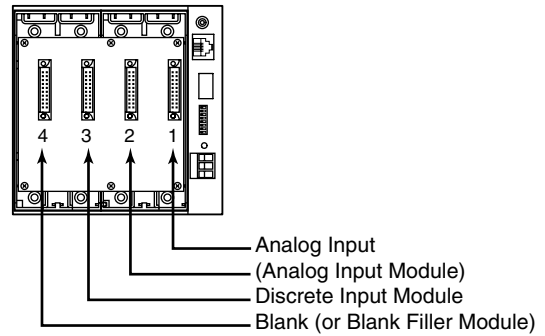 4 3 2 1
Analog Input
(Analog Input Module)
Discrete Input Module
Blank (or Blank Filler Module)